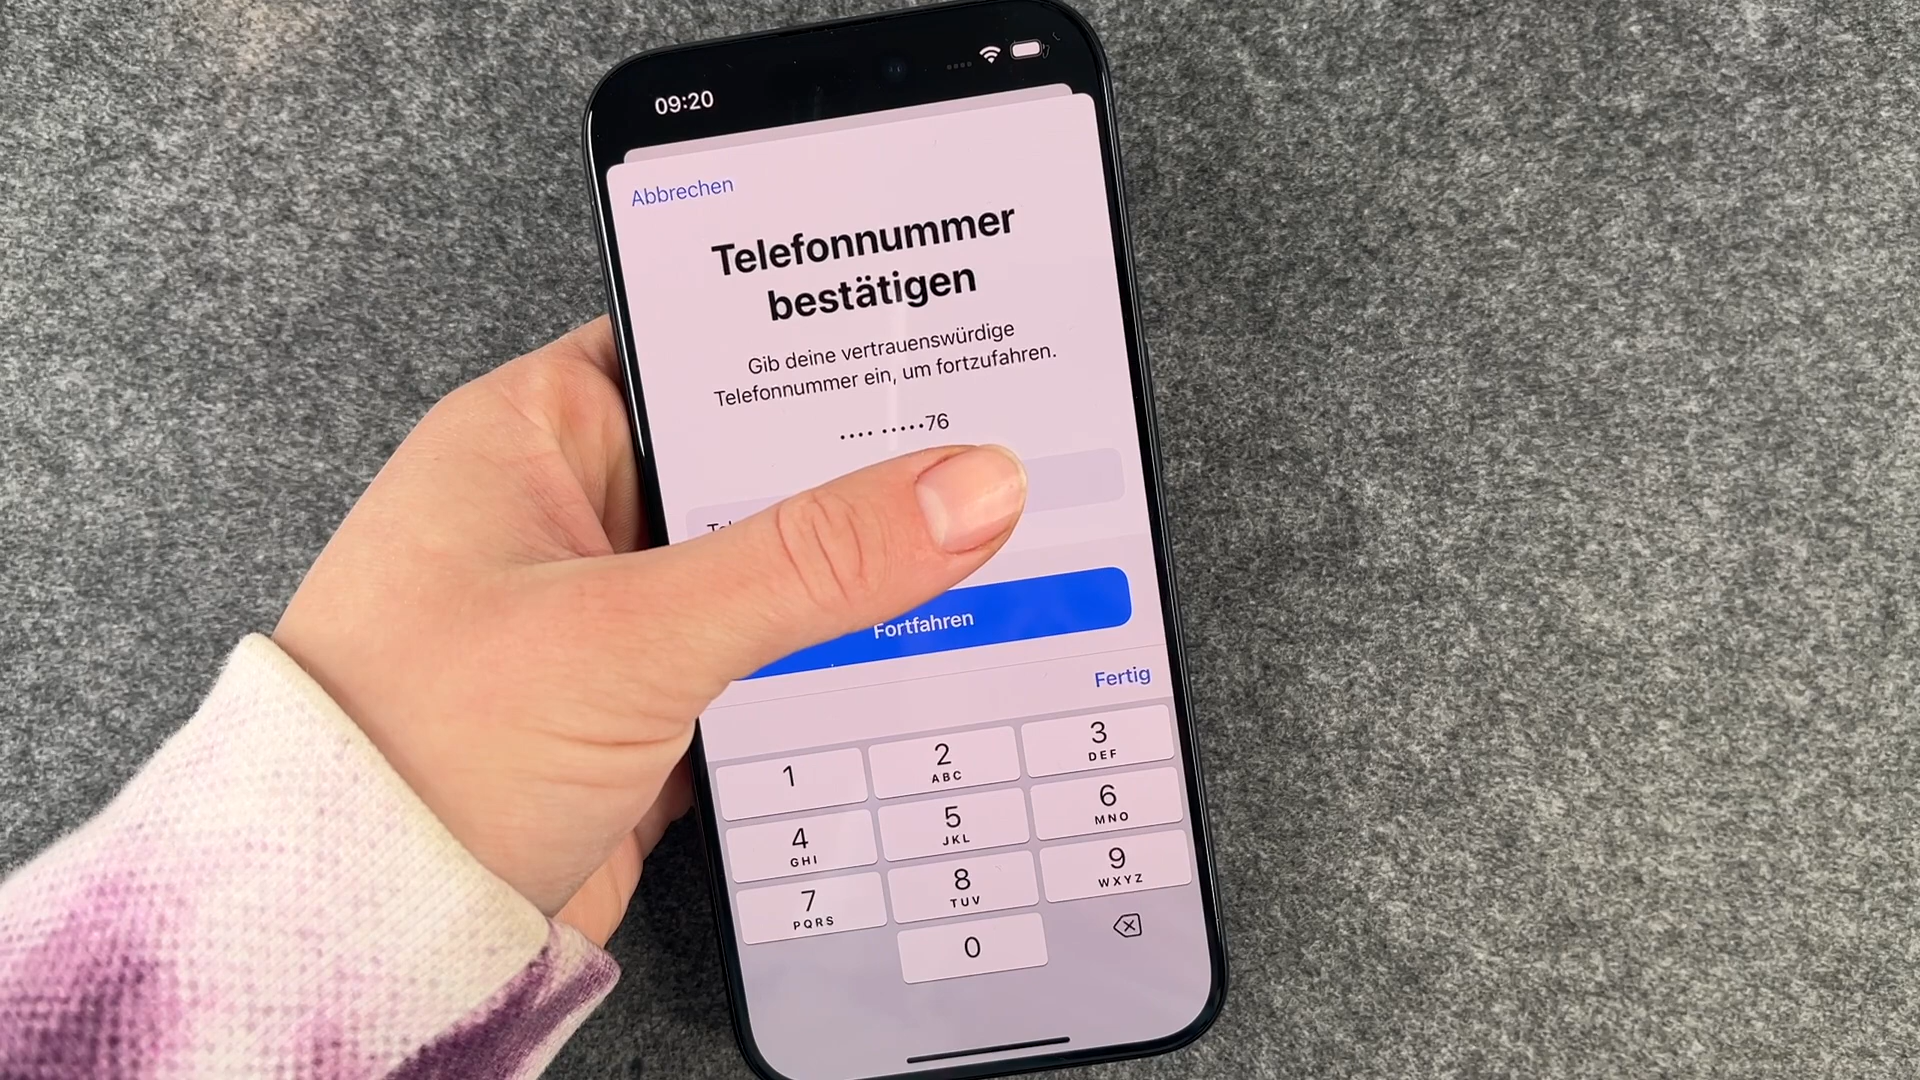 09:20
Abbrechen
Telefonnummer
bestätigen
Gib deine vertrauenswürdige
Telefonnummer ein, um fortzufahren.
•••• •••••76
Fortfahren
Fertig
1
2
ABC
3
DEF
4
GHI
5
JKL
6
MNO
7
PQRS
8
TUV
9
WXYZ
0